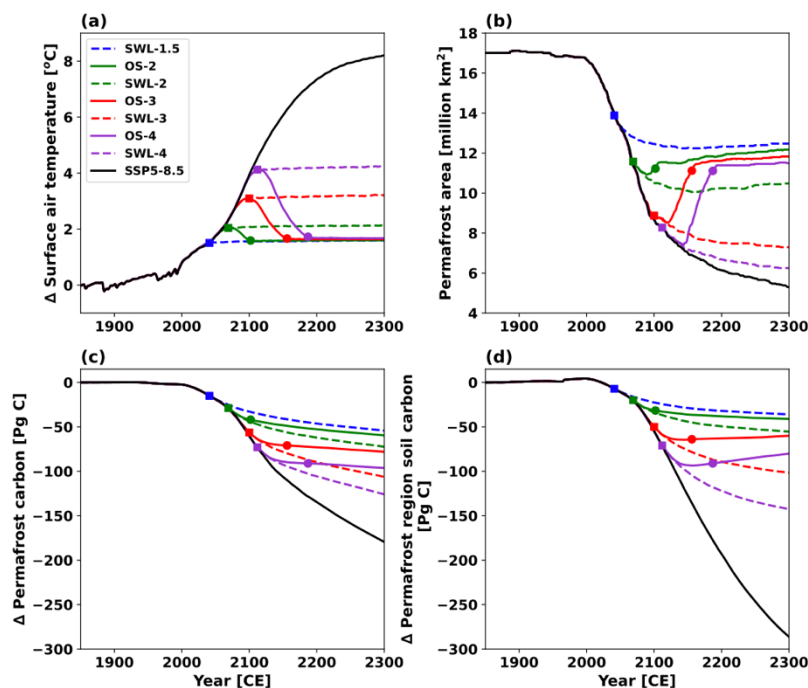 (a)
Δ Surface air temperature [°C]
8
6
4
2
0
SWL-1.5
OS-2
SWL-2
OS-3
SWL-3
OS-4
SWL-4
SSP5-8.5
1900
2000
2100
2200
2300
(b)
Permafrost area [million km²]
18
16
14
12
10
8
6
4
1900
2000
2100
2200
2300
(c)
Δ Permafrost carbon [Pg C]
0
−50
−100
−150
−200
−250
−300
1900
2000
2100
2200
2300
Year [CE]
(d)
Δ Permafrost region soil carbon
[Pg C]
0
−50
−100
−150
−200
−250
−300
1900
2000
2100
2200
2300
Year [CE]